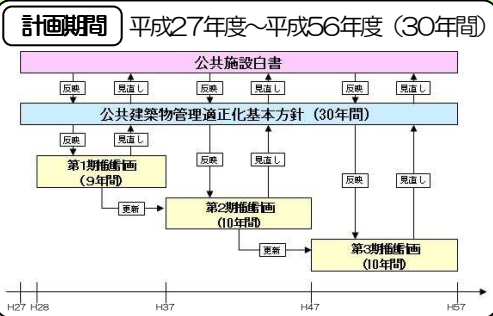 計画期間 平成27年度~平成56年度（30年間）
公共施設白書
反映 見直し 反映 見直し 反映 見直し
公共建築物管理適正化基本方針（30年間）
反映 見直し 反映 見直し 反映 見直し
第1期推進計画
（9年間）
更新
第2期推進計画
（10年間）
更新
第3期推進計画
（10年間）
H27 H28 H37 H47 H57